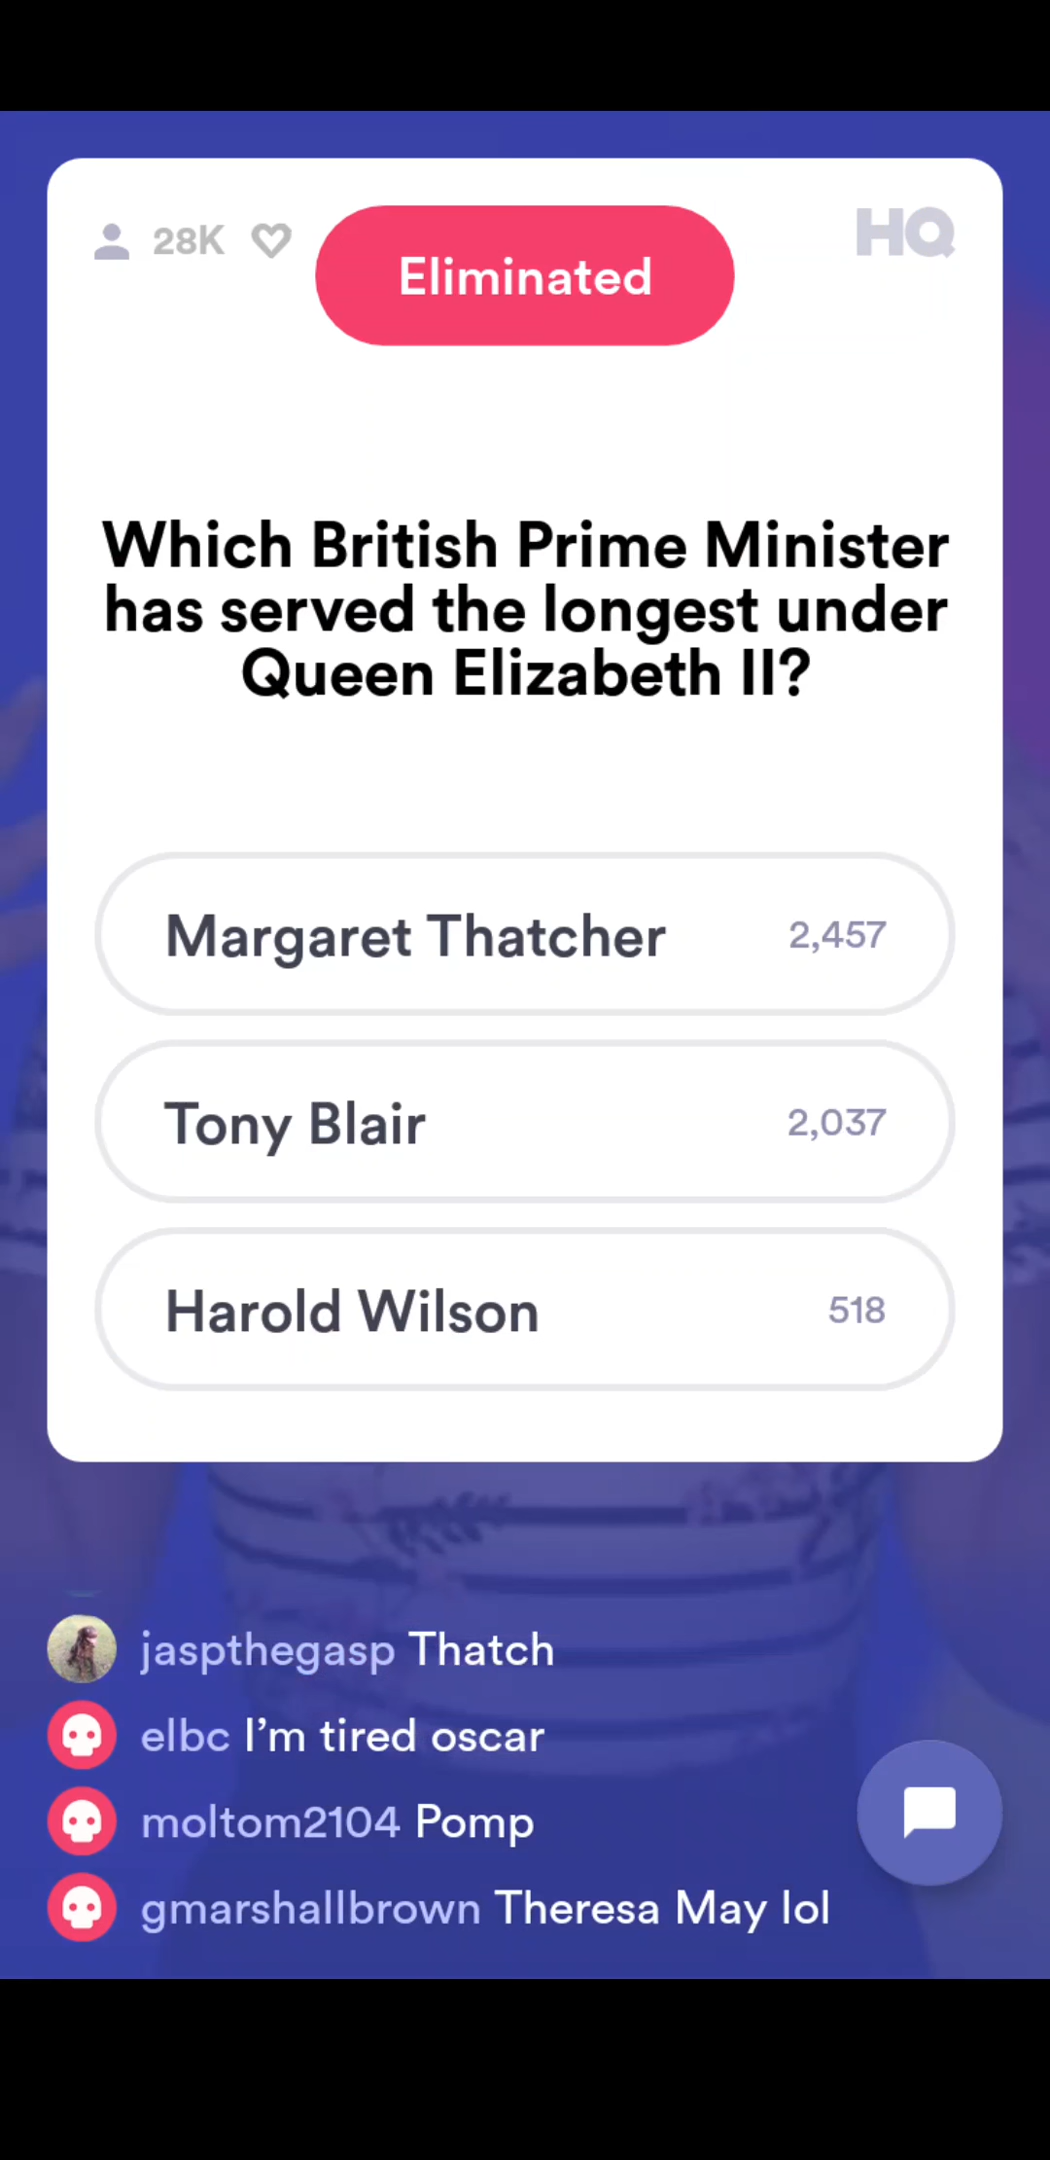 28K
Eliminated
HQ
Which British Prime Minister
has served the longest under
Queen Elizabeth II?
Margaret Thatcher 2,457
Tony Blair 2,037
Harold Wilson 518
jaspthegasp Thatch
elbc I'm tired oscar
moltom2104 Pomp
gmarshallbrown Theresa May lol